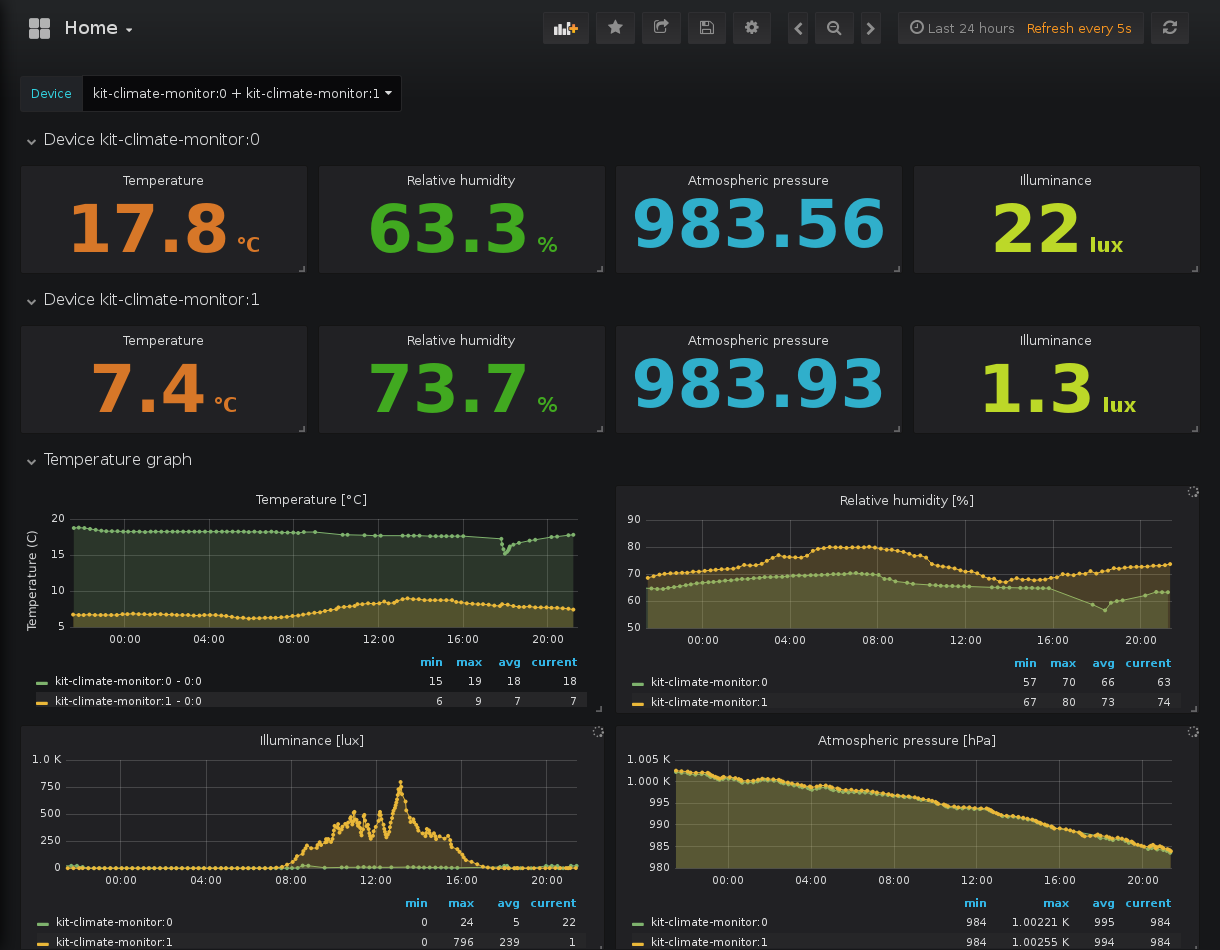 Home
Last 24 hours Refresh every 5s
Device kit-climate-monitor:0 + kit-climate-monitor:1
Device kit-climate-monitor:0
Temperature Relative humidity Atmospheric pressure Illuminance
17.8 °C 63.3 % 983.56 22 lux
Device kit-climate-monitor:1
Temperature Relative humidity Atmospheric pressure Illuminance
7.4 °C 73.7 % 983.93 1.3 lux
Temperature graph
Temperature [°C]
Temperature (C)
20
15
10
5
00:00 04:00 08:00 12:00 16:00 20:00
min max avg current
kit-climate-monitor:0 - 0:0 15 19 18 18
kit-climate-monitor:1 - 0:0 6 9 7 7
Relative humidity [%]
90
80
70
60
50
00:00 04:00 08:00 12:00 16:00 20:00
min max avg current
kit-climate-monitor:0 57 70 66 63
kit-climate-monitor:1 67 80 73 74
Illuminance [lux]
1.0 K
750
500
250
0
00:00 04:00 08:00 12:00 16:00 20:00
min max avg current
kit-climate-monitor:0 0 24 5 22
kit-climate-monitor:1 0 796 239 1
Atmospheric pressure [hPa]
1.005 K
1.000 K
995
990
985
980
00:00 04:00 08:00 12:00 16:00 20:00
min max avg current
kit-climate-monitor:0 984 1.00221 K 995 984
kit-climate-monitor:1 984 1.00255 K 994 984